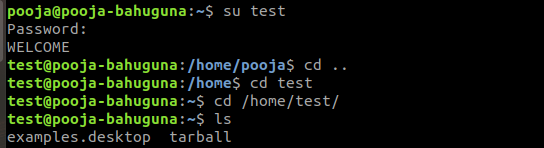 pooja@pooja-bahuguna:~$ su test
Password:
WELCOME
test@pooja-bahuguna:/home/pooja$ cd ..
test@pooja-bahuguna:/home$ cd test
test@pooja-bahuguna:~$ cd /home/test/
test@pooja-bahuguna:~$ ls
examples.desktop  tarball